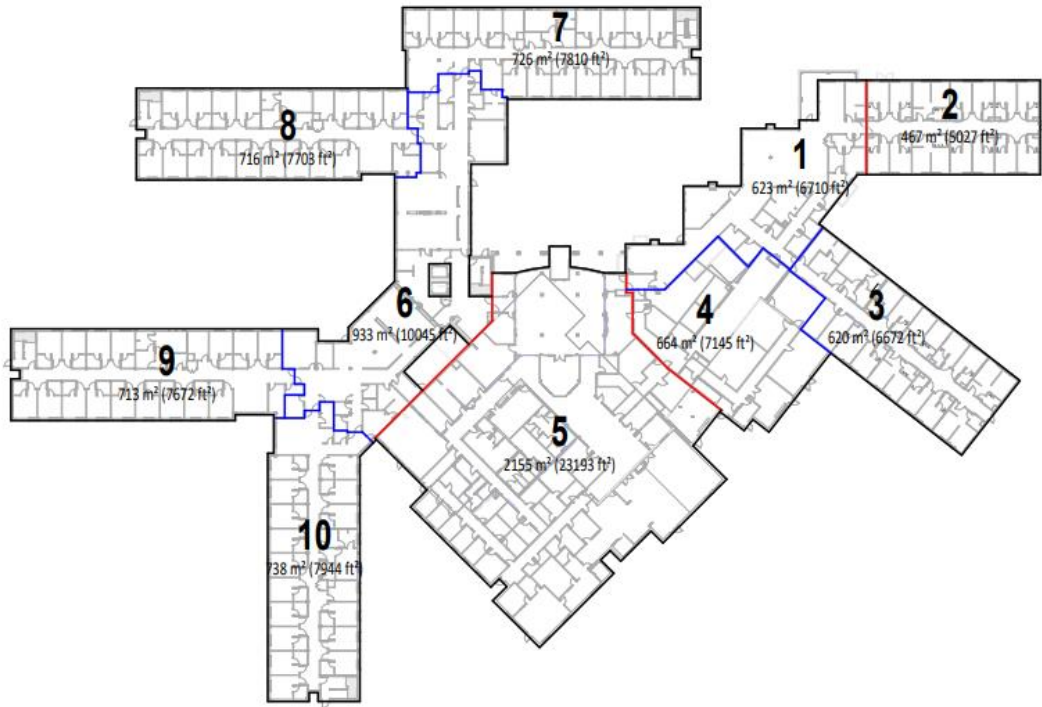 7
726 m² (7810 ft²)
2
467 m² (5027 ft²)
8
716 m² (7703 ft²)
1
623 m² (6710 ft²)
6
933 m² (10045 ft²)
4
664 m² (7145 ft²)
3
620 m² (6672 ft²)
9
713 m² (7672 ft²)
5
2155 m² (23193 ft²)
10
738 m² (7944 ft²)